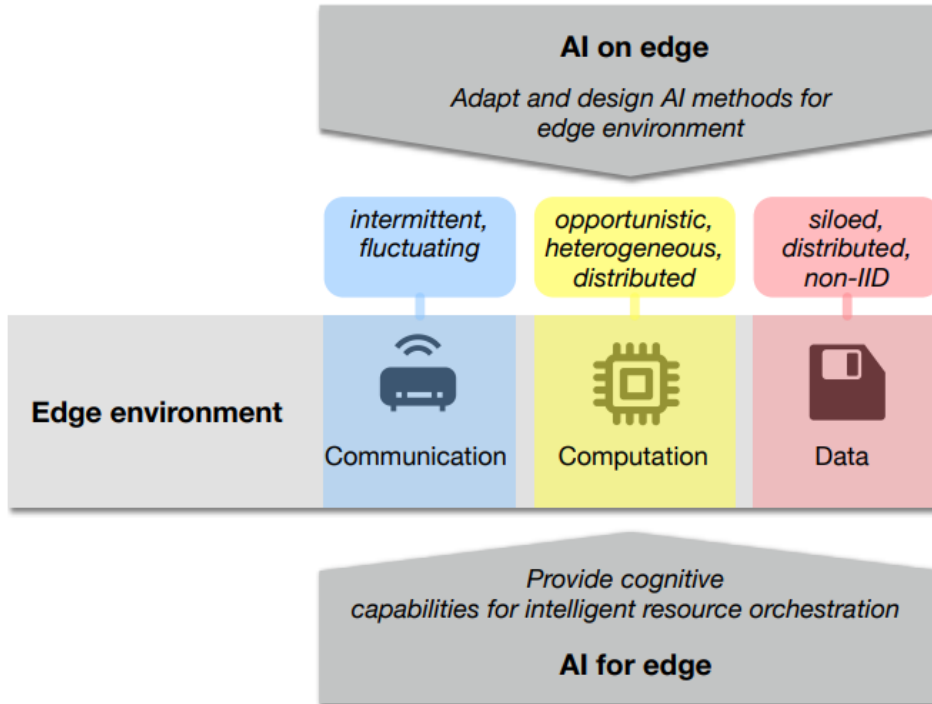 AI on edge
Adapt and design AI methods for
edge environment
intermittent,
fluctuating
opportunistic,
heterogeneous,
distributed
siloed,
distributed,
non-IID
Edge environment
Communication
Computation
Data
Provide cognitive
capabilities for intelligent resource orchestration
AI for edge